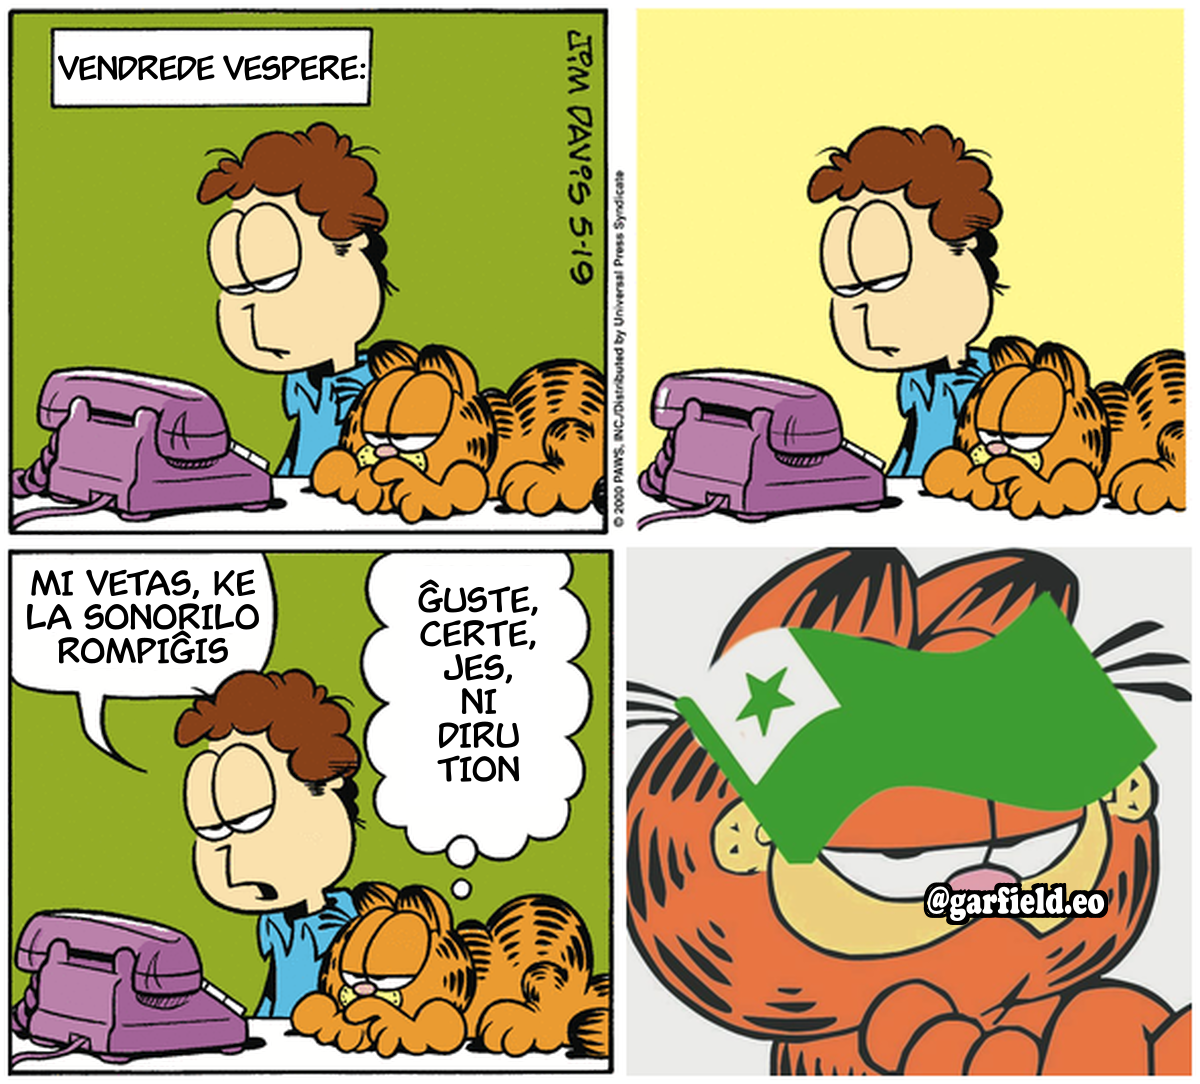 VENDREDE VESPERE:
JIM DAVIS 5-19
© 2000 PAWS, INC./Distributed by Universal Press Syndicate
MI VETAS, KE
LA SONORILO
ROMPIĜIS
ĜUSTE,
CERTE,
JES,
NI
DIRU
TION
@garfield.eo